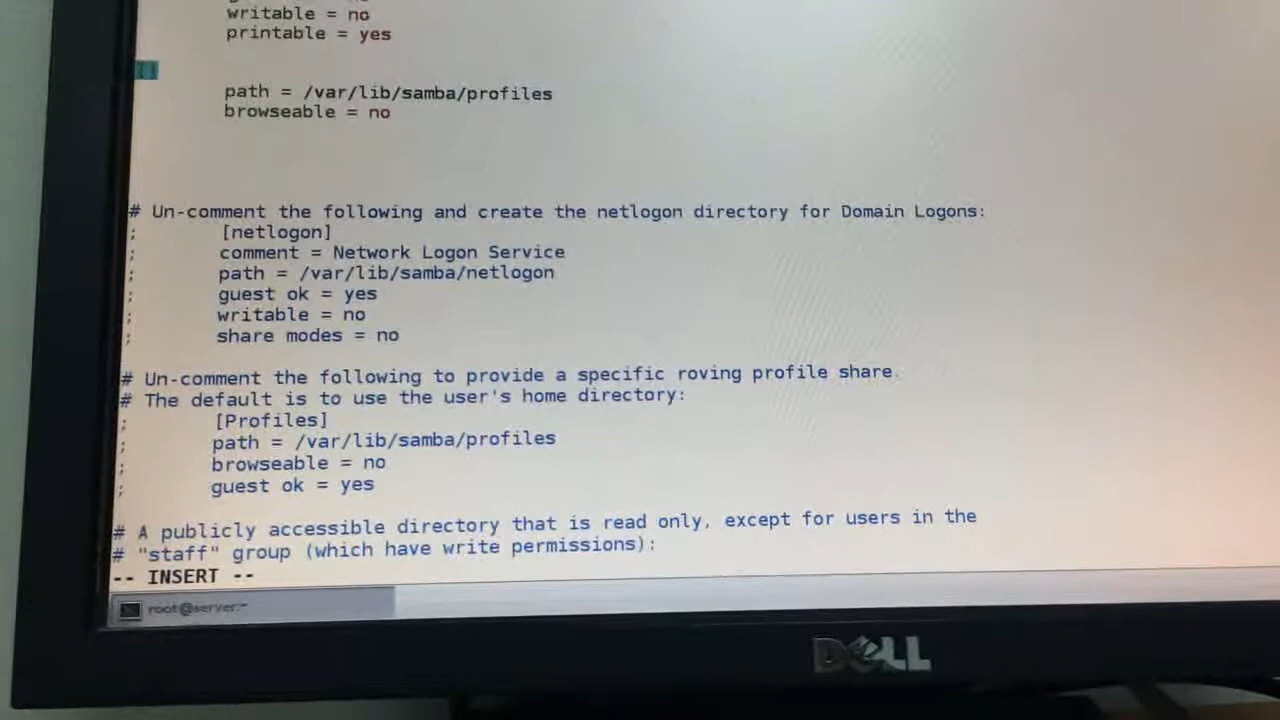 writable = no
printable = yes
[]
path = /var/lib/samba/profiles
browseable = no
# Un-comment the following and create the netlogon directory for Domain Logons:
; [netlogon]
; comment = Network Logon Service
; path = /var/lib/samba/netlogon
; guest ok = yes
; writable = no
; share modes = no
# Un-comment the following to provide a specific roving profile share.
# The default is to use the user's home directory:
; [Profiles]
; path = /var/lib/samba/profiles
; browseable = no
; guest ok = yes
# A publicly accessible directory that is read only, except for users in the
# "staff" group (which have write permissions):
-- INSERT --
root@server:~
DELL